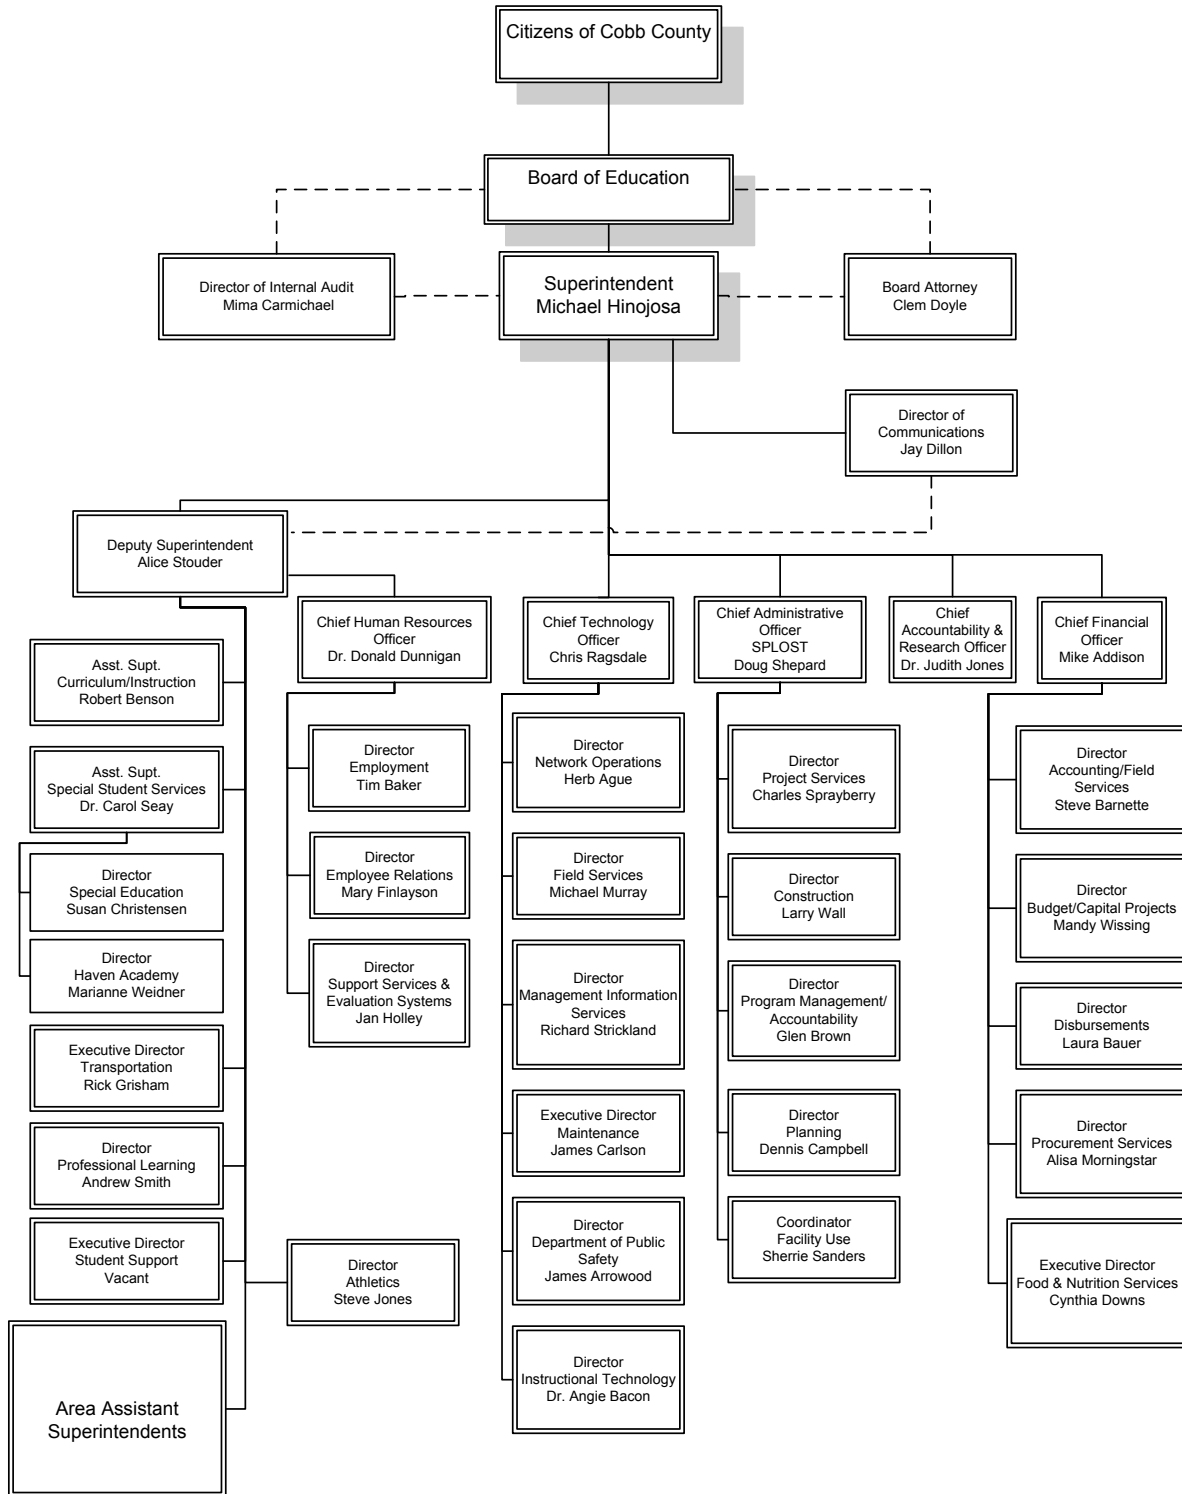 Citizens of Cobb County
Board of Education
Director of Internal Audit
Mima Carmichael
Superintendent
Michael Hinojosa
Board Attorney
Clem Doyle
Director of
Communications
Jay Dillon
Deputy Superintendent
Alice Stouder
Chief Human Resources
Officer
Dr. Donald Dunnigan
Chief Technology
Officer
Chris Ragsdale
Chief Administrative
Officer
SPLOST
Doug Shepard
Chief
Accountability &
Research Officer
Dr. Judith Jones
Chief Financial
Officer
Mike Addison
Asst. Supt.
Curriculum/Instruction
Robert Benson
Asst. Supt.
Special Student Services
Dr. Carol Seay
Director
Special Education
Susan Christensen
Director
Haven Academy
Marianne Weidner
Executive Director
Transportation
Rick Grisham
Director
Professional Learning
Andrew Smith
Executive Director
Student Support
Vacant
Area Assistant
Superintendents
Director
Employment
Tim Baker
Director
Employee Relations
Mary Finlayson
Director
Support Services &
Evaluation Systems
Jan Holley
Director
Athletics
Steve Jones
Director
Network Operations
Herb Ague
Director
Field Services
Michael Murray
Director
Management Information
Services
Richard Strickland
Executive Director
Maintenance
James Carlson
Director
Department of Public
Safety
James Arrowood
Director
Instructional Technology
Dr. Angie Bacon
Director
Project Services
Charles Sprayberry
Director
Construction
Larry Wall
Director
Program Management/
Accountability
Glen Brown
Director
Planning
Dennis Campbell
Coordinator
Facility Use
Sherrie Sanders
Director
Accounting/Field
Services
Steve Barnette
Director
Budget/Capital Projects
Mandy Wissing
Director
Disbursements
Laura Bauer
Director
Procurement Services
Alisa Morningstar
Executive Director
Food & Nutrition Services
Cynthia Downs